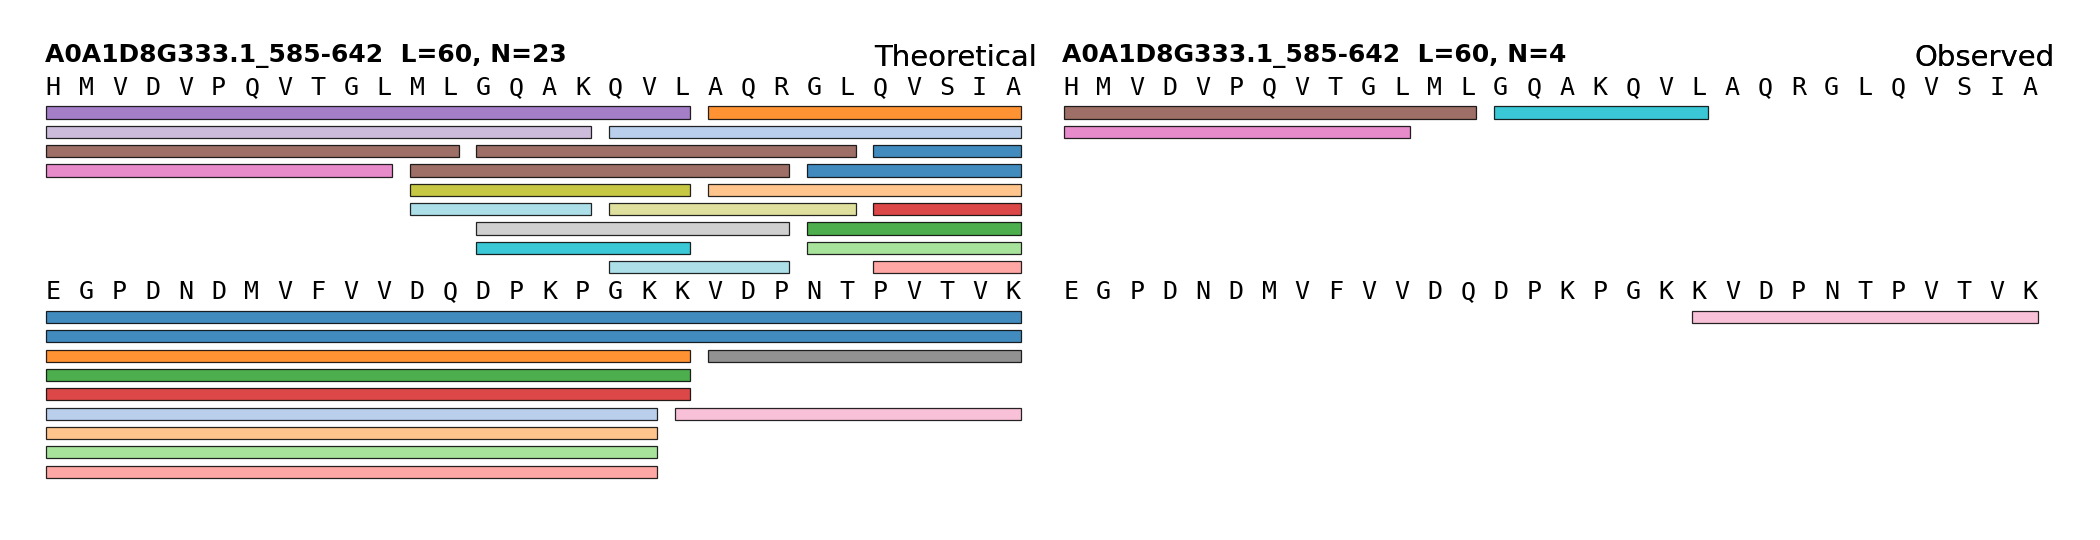 A0A1D8G333.1_585-642 L=60, N=23 Theoretical
H M V D V P Q V T G L M L G Q A K Q V L A Q R G L Q V S I A
E G P D N D M V F V V D Q D P K P G K K V D P N T P V T V K
A0A1D8G333.1_585-642 L=60, N=4 Observed
H M V D V P Q V T G L M L G Q A K Q V L A Q R G L Q V S I A
E G P D N D M V F V V D Q D P K P G K K V D P N T P V T V K